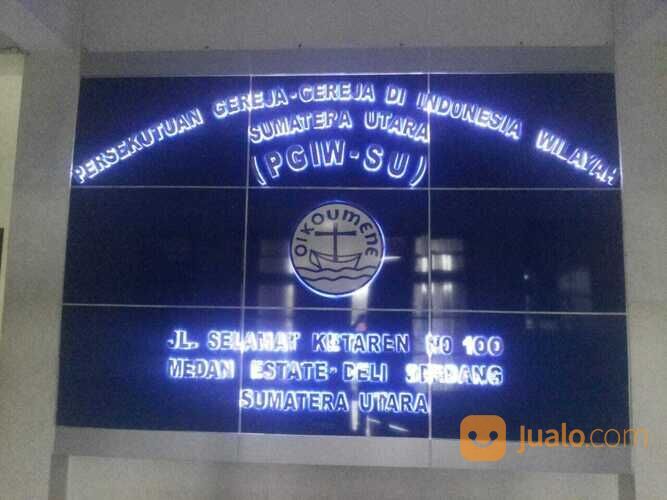 PERSEKUTUAN GEREJA-GEREJA DI INDONESIA WILAYAH
SUMATERA UTARA
(PGIW-SU)
OIKOUMENE
JL. SELAMAT KETAREN NO 100
MEDAN ESTATE-DELI SERDANG
SUMATERA UTARA
Jualo.com